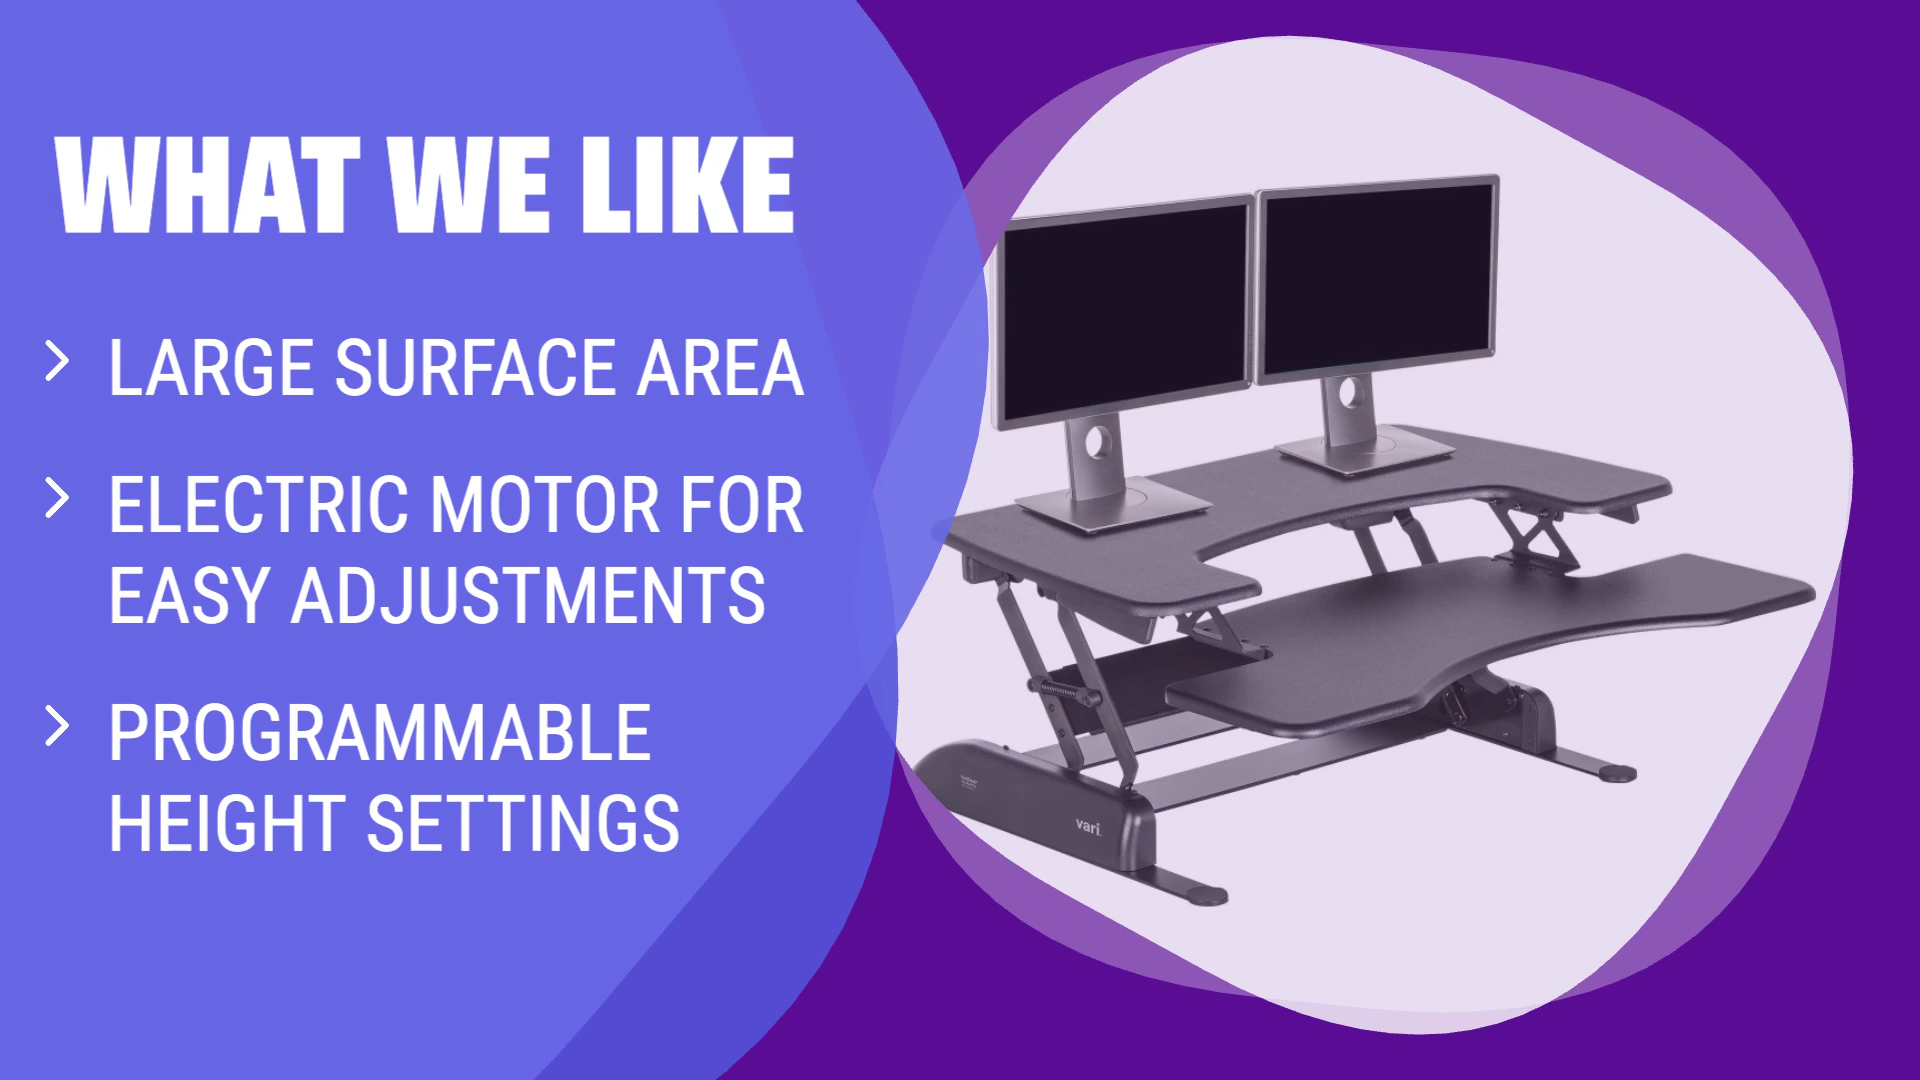 WHAT WE LIKE
LARGE SURFACE AREA
ELECTRIC MOTOR FOR
EASY ADJUSTMENTS
PROGRAMMABLE
HEIGHT SETTINGS
vari